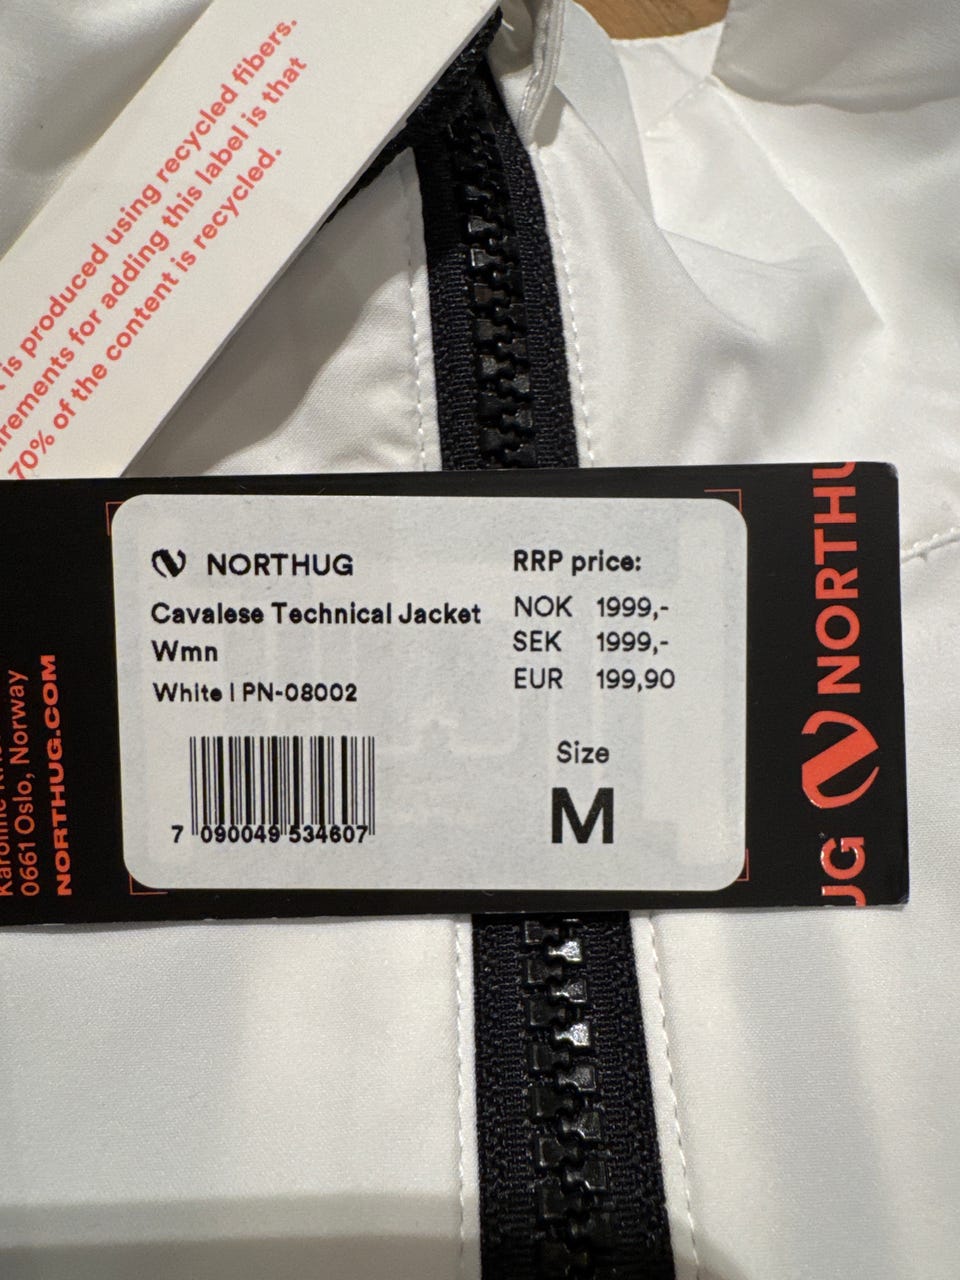 is produced using recycled fibers.
for adding this label is that
70% of the content is recycled.
NORTHUG
Cavalese Technical Jacket
Wmn
White | PN-08002
7 090049 534607
RRP price:
NOK 1999,-
SEK 1999,-
EUR 199,90
Size
M
0661 Oslo, Norway
NORTHUG.COM
NORTHU
UG